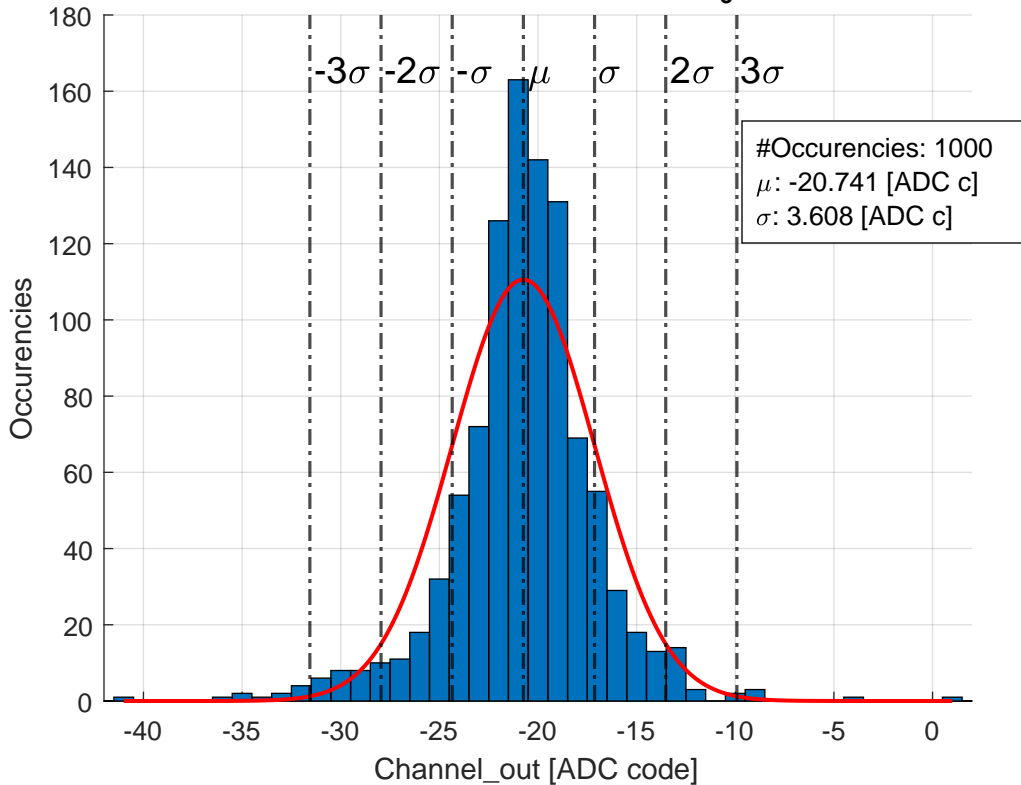 180
160
140
120
100
80
60
40
20
0
Occurencies
-3σ -2σ -σ μ σ 2σ 3σ
#Occurencies: 1000
μ: -20.741 [ADC c]
σ: 3.608 [ADC c]
-40 -35 -30 -25 -20 -15 -10 -5 0
Channel_out [ADC code]